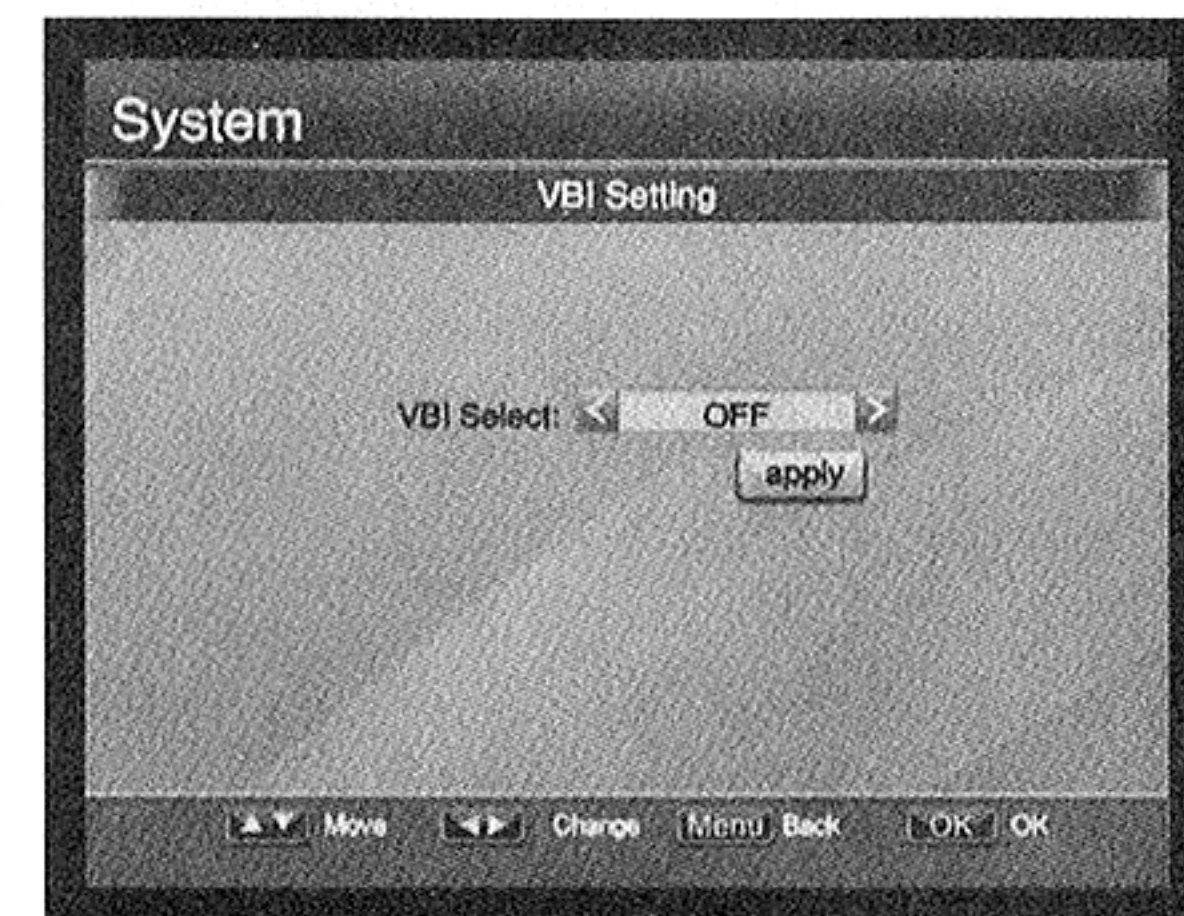 System
VBI Setting
VBI Select: < OFF >
apply
▲▼ Move ◄► Change Menu Back OK OK